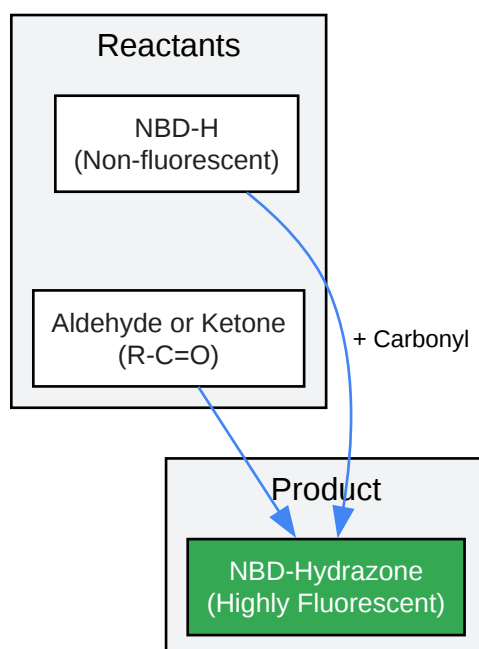 Reactants
NBD-H
(Non-fluorescent)
Aldehyde or Ketone
(R-C=O)
+ Carbonyl
Product
NBD-Hydrazone
(Highly Fluorescent)